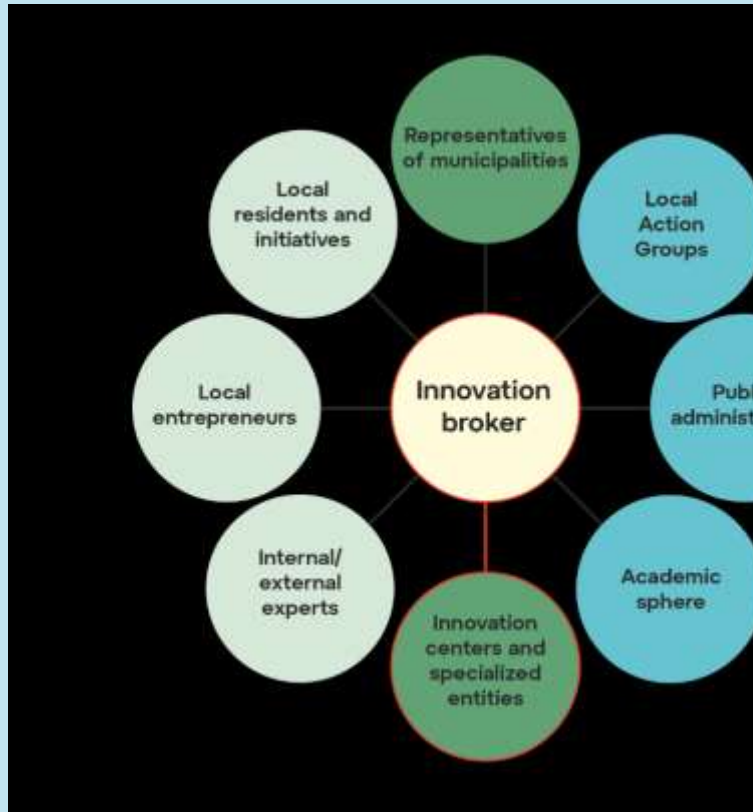 Representatives
of municipalities
Local
residents and
initiatives
Local
Action
Groups
Local
entrepreneurs
Innovation
broker
Internal/
external
experts
Academic
sphere
Innovation
centers and
specialized
entities